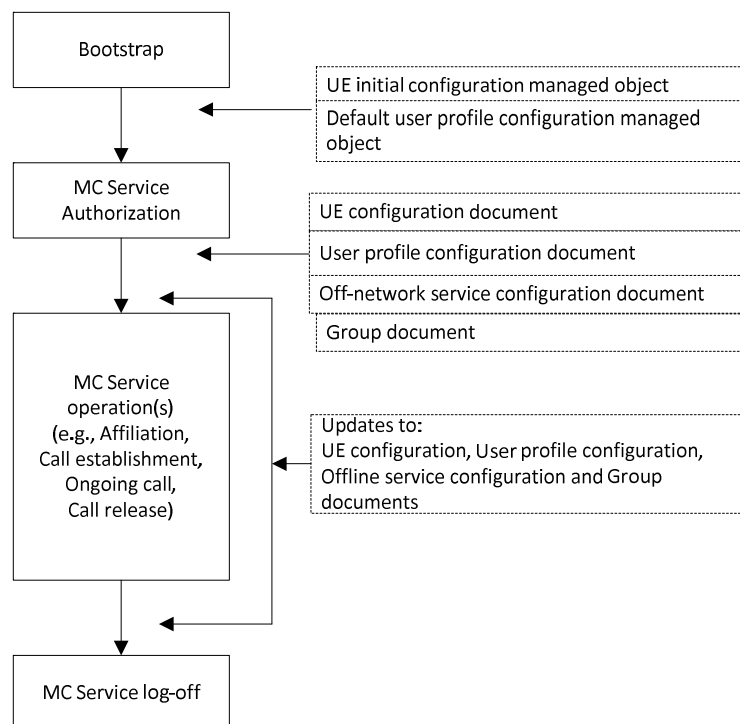 Bootstrap
UE initial configuration managed object
Default user profile configuration managed
object
MC Service
Authorization
UE configuration document
User profile configuration document
Off-network service configuration document
Group document
MC Service
operation(s)
(e.g., Affiliation,
Call establishment,
Ongoing call,
Call release)
Updates to:
UE configuration, User profile configuration,
Offline service configuration and Group
documents
MC Service log-off